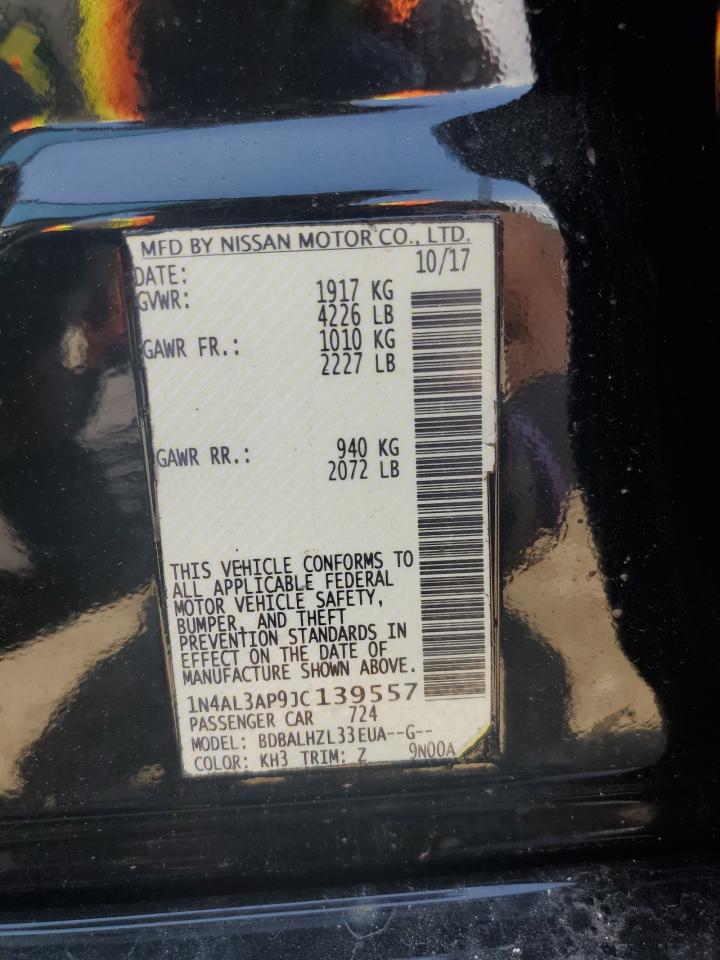 MFD BY NISSAN MOTOR CO., LTD.
DATE: 10/17
GVWR: 1917 KG
4226 LB
GAWR FR.: 1010 KG
2227 LB
GAWR RR.: 940 KG
2072 LB
THIS VEHICLE CONFORMS TO
ALL APPLICABLE FEDERAL
MOTOR VEHICLE SAFETY,
BUMPER, AND THEFT
PREVENTION STANDARDS IN
EFFECT ON THE DATE OF
MANUFACTURE SHOWN ABOVE.
1N4AL3AP9JC139557
PASSENGER CAR 724
MODEL: BDBALHZL33EUA--G--
COLOR: KH3 TRIM: Z 9N00A